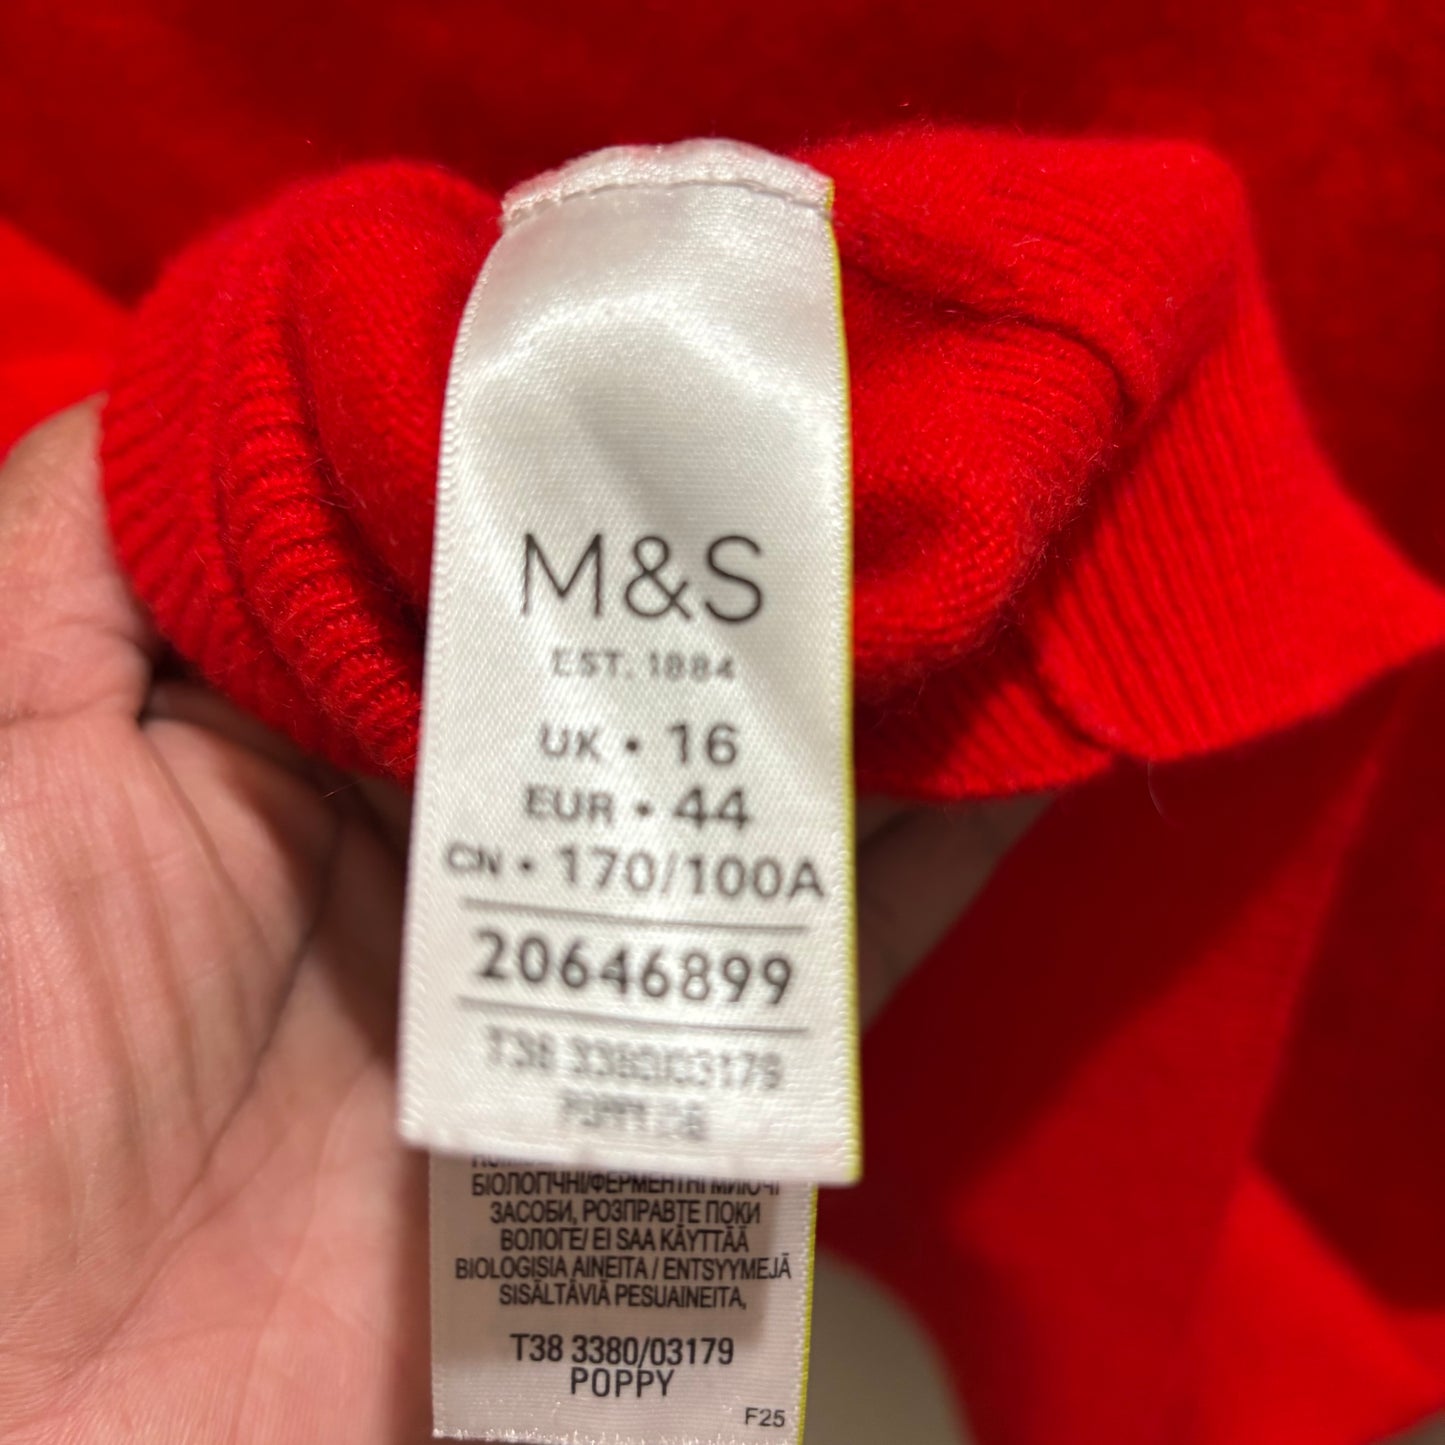 M&S
EST. 1884
UK • 16
EUR • 44
CN • 170/100A
20646899
T38 3380/03179
POPPY
БІОЛОГІЧНІ/ФЕРМЕНТНІ МИЮЧІ
ЗАСОБИ, РОЗПРАВТЕ ПОКИ
ВОЛОГЕ/ EI SAA KÄYTTÄÄ
BIOLOGISIA AINEITA / ENTSYYMEJÄ
SISÄLTÄVIÄ PESUAINEITA,
T38 3380/03179
POPPY
F25